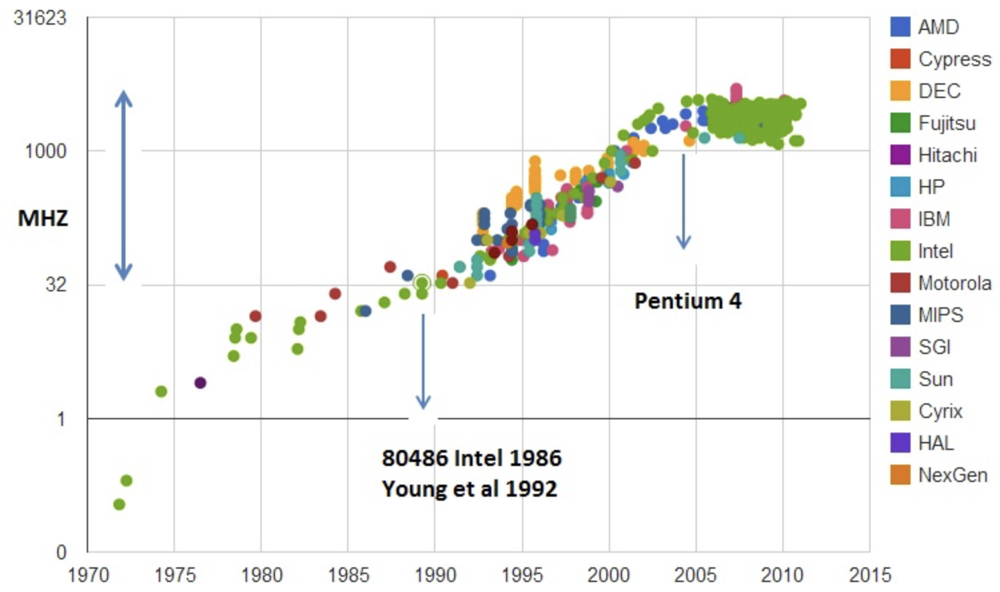 31623
1000
MHZ
32
1
0
1970 1975 1980 1985 1990 1995 2000 2005 2010 2015
Pentium 4
80486 Intel 1986
Young et al 1992
AMD
Cypress
DEC
Fujitsu
Hitachi
HP
IBM
Intel
Motorola
MIPS
SGI
Sun
Cyrix
HAL
NexGen